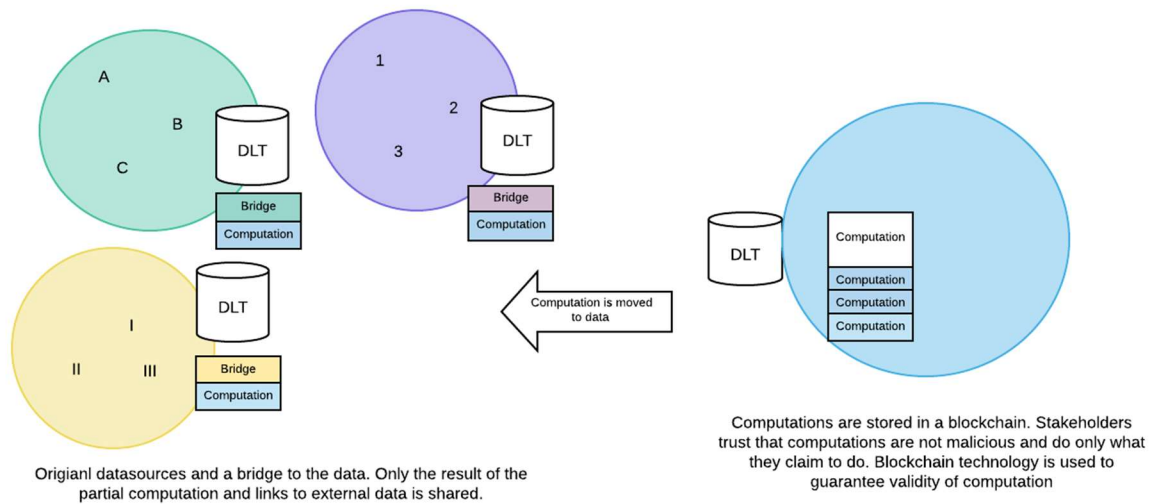 A
B
C
DLT
Bridge
Computation
1
2
3
DLT
Bridge
Computation
I
II
III
DLT
Bridge
Computation
Computation is moved
to data
DLT
Computation
Computation
Computation
Computation
Origianl datasources and a bridge to the data. Only the result of the
partial computation and links to external data is shared.
Computations are stored in a blockchain. Stakeholders
trust that computations are not malicious and do only what
they claim to do. Blockchain technology is used to
guarantee validity of computation